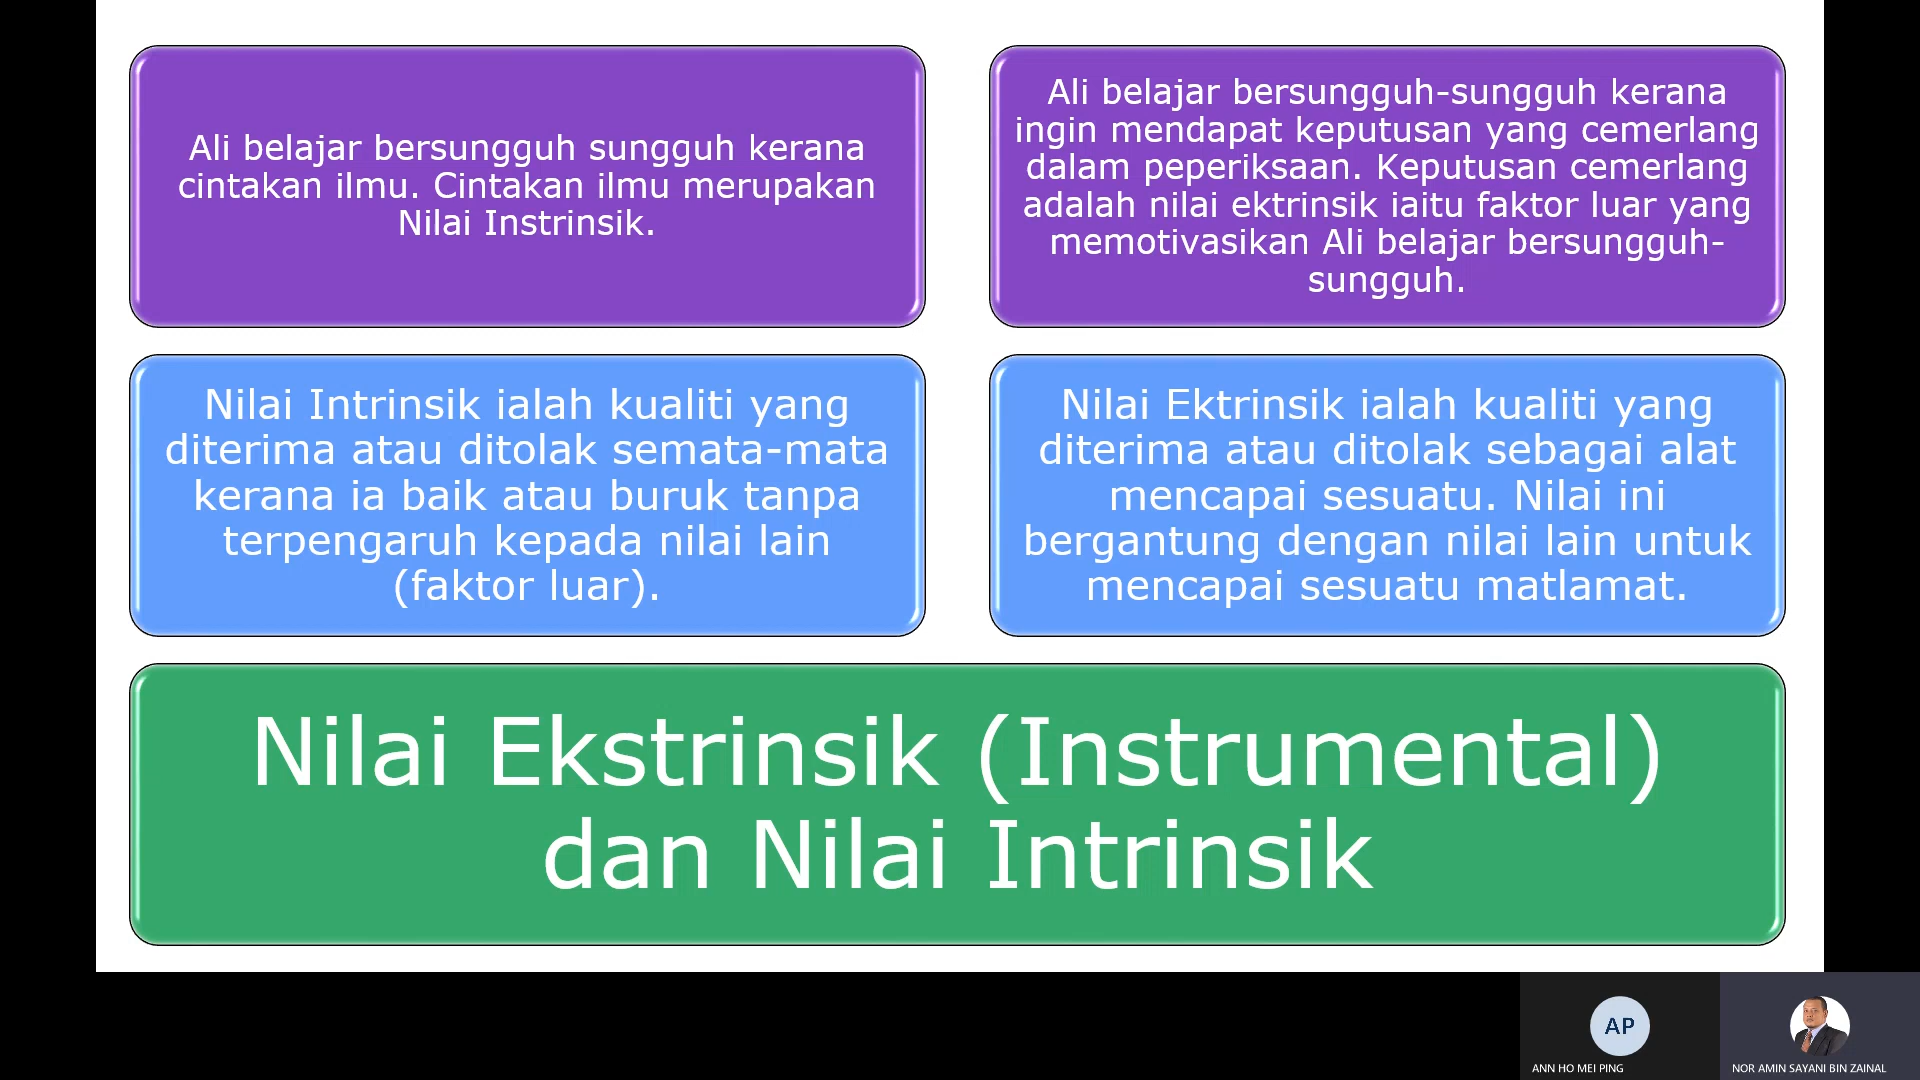 Ali belajar bersungguh sungguh kerana
cintakan ilmu. Cintakan ilmu merupakan
Nilai Instrinsik.
Ali belajar bersungguh-sungguh kerana
ingin mendapat keputusan yang cemerlang
dalam peperiksaan. Keputusan cemerlang
adalah nilai ektrinsik iaitu faktor luar yang
memotivasikan Ali belajar bersungguh-
sungguh.
Nilai Intrinsik ialah kualiti yang
diterima atau ditolak semata-mata
kerana ia baik atau buruk tanpa
terpengaruh kepada nilai lain
(faktor luar).
Nilai Ektrinsik ialah kualiti yang
diterima atau ditolak sebagai alat
mencapai sesuatu. Nilai ini
bergantung dengan nilai lain untuk
mencapai sesuatu matlamat.
Nilai Ekstrinsik (Instrumental)
dan Nilai Intrinsik
AP
ANN HO MEI PING
NOR AMIN SAYANI BIN ZAINAL